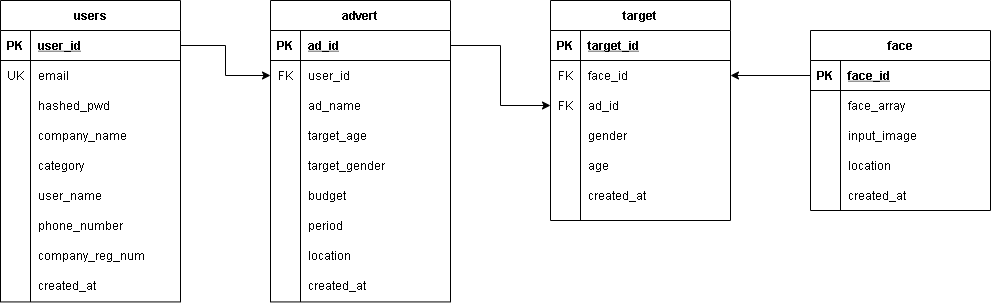 users
PK user_id
UK email
hashed_pwd
company_name
category
user_name
phone_number
company_reg_num
created_at
advert
PK ad_id
FK user_id
ad_name
target_age
target_gender
budget
period
location
created_at
target
PK target_id
FK face_id
FK ad_id
gender
age
created_at
face
PK face_id
face_array
input_image
location
created_at